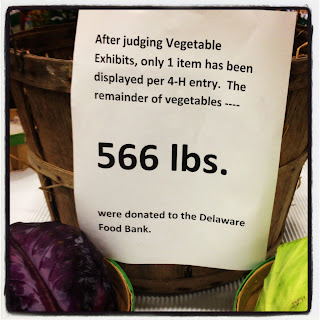 After judging Vegetable
Exhibits, only 1 item has been
displayed per 4-H entry.  The
remainder of vegetables ----
566 lbs.
were donated to the Delaware
Food Bank.